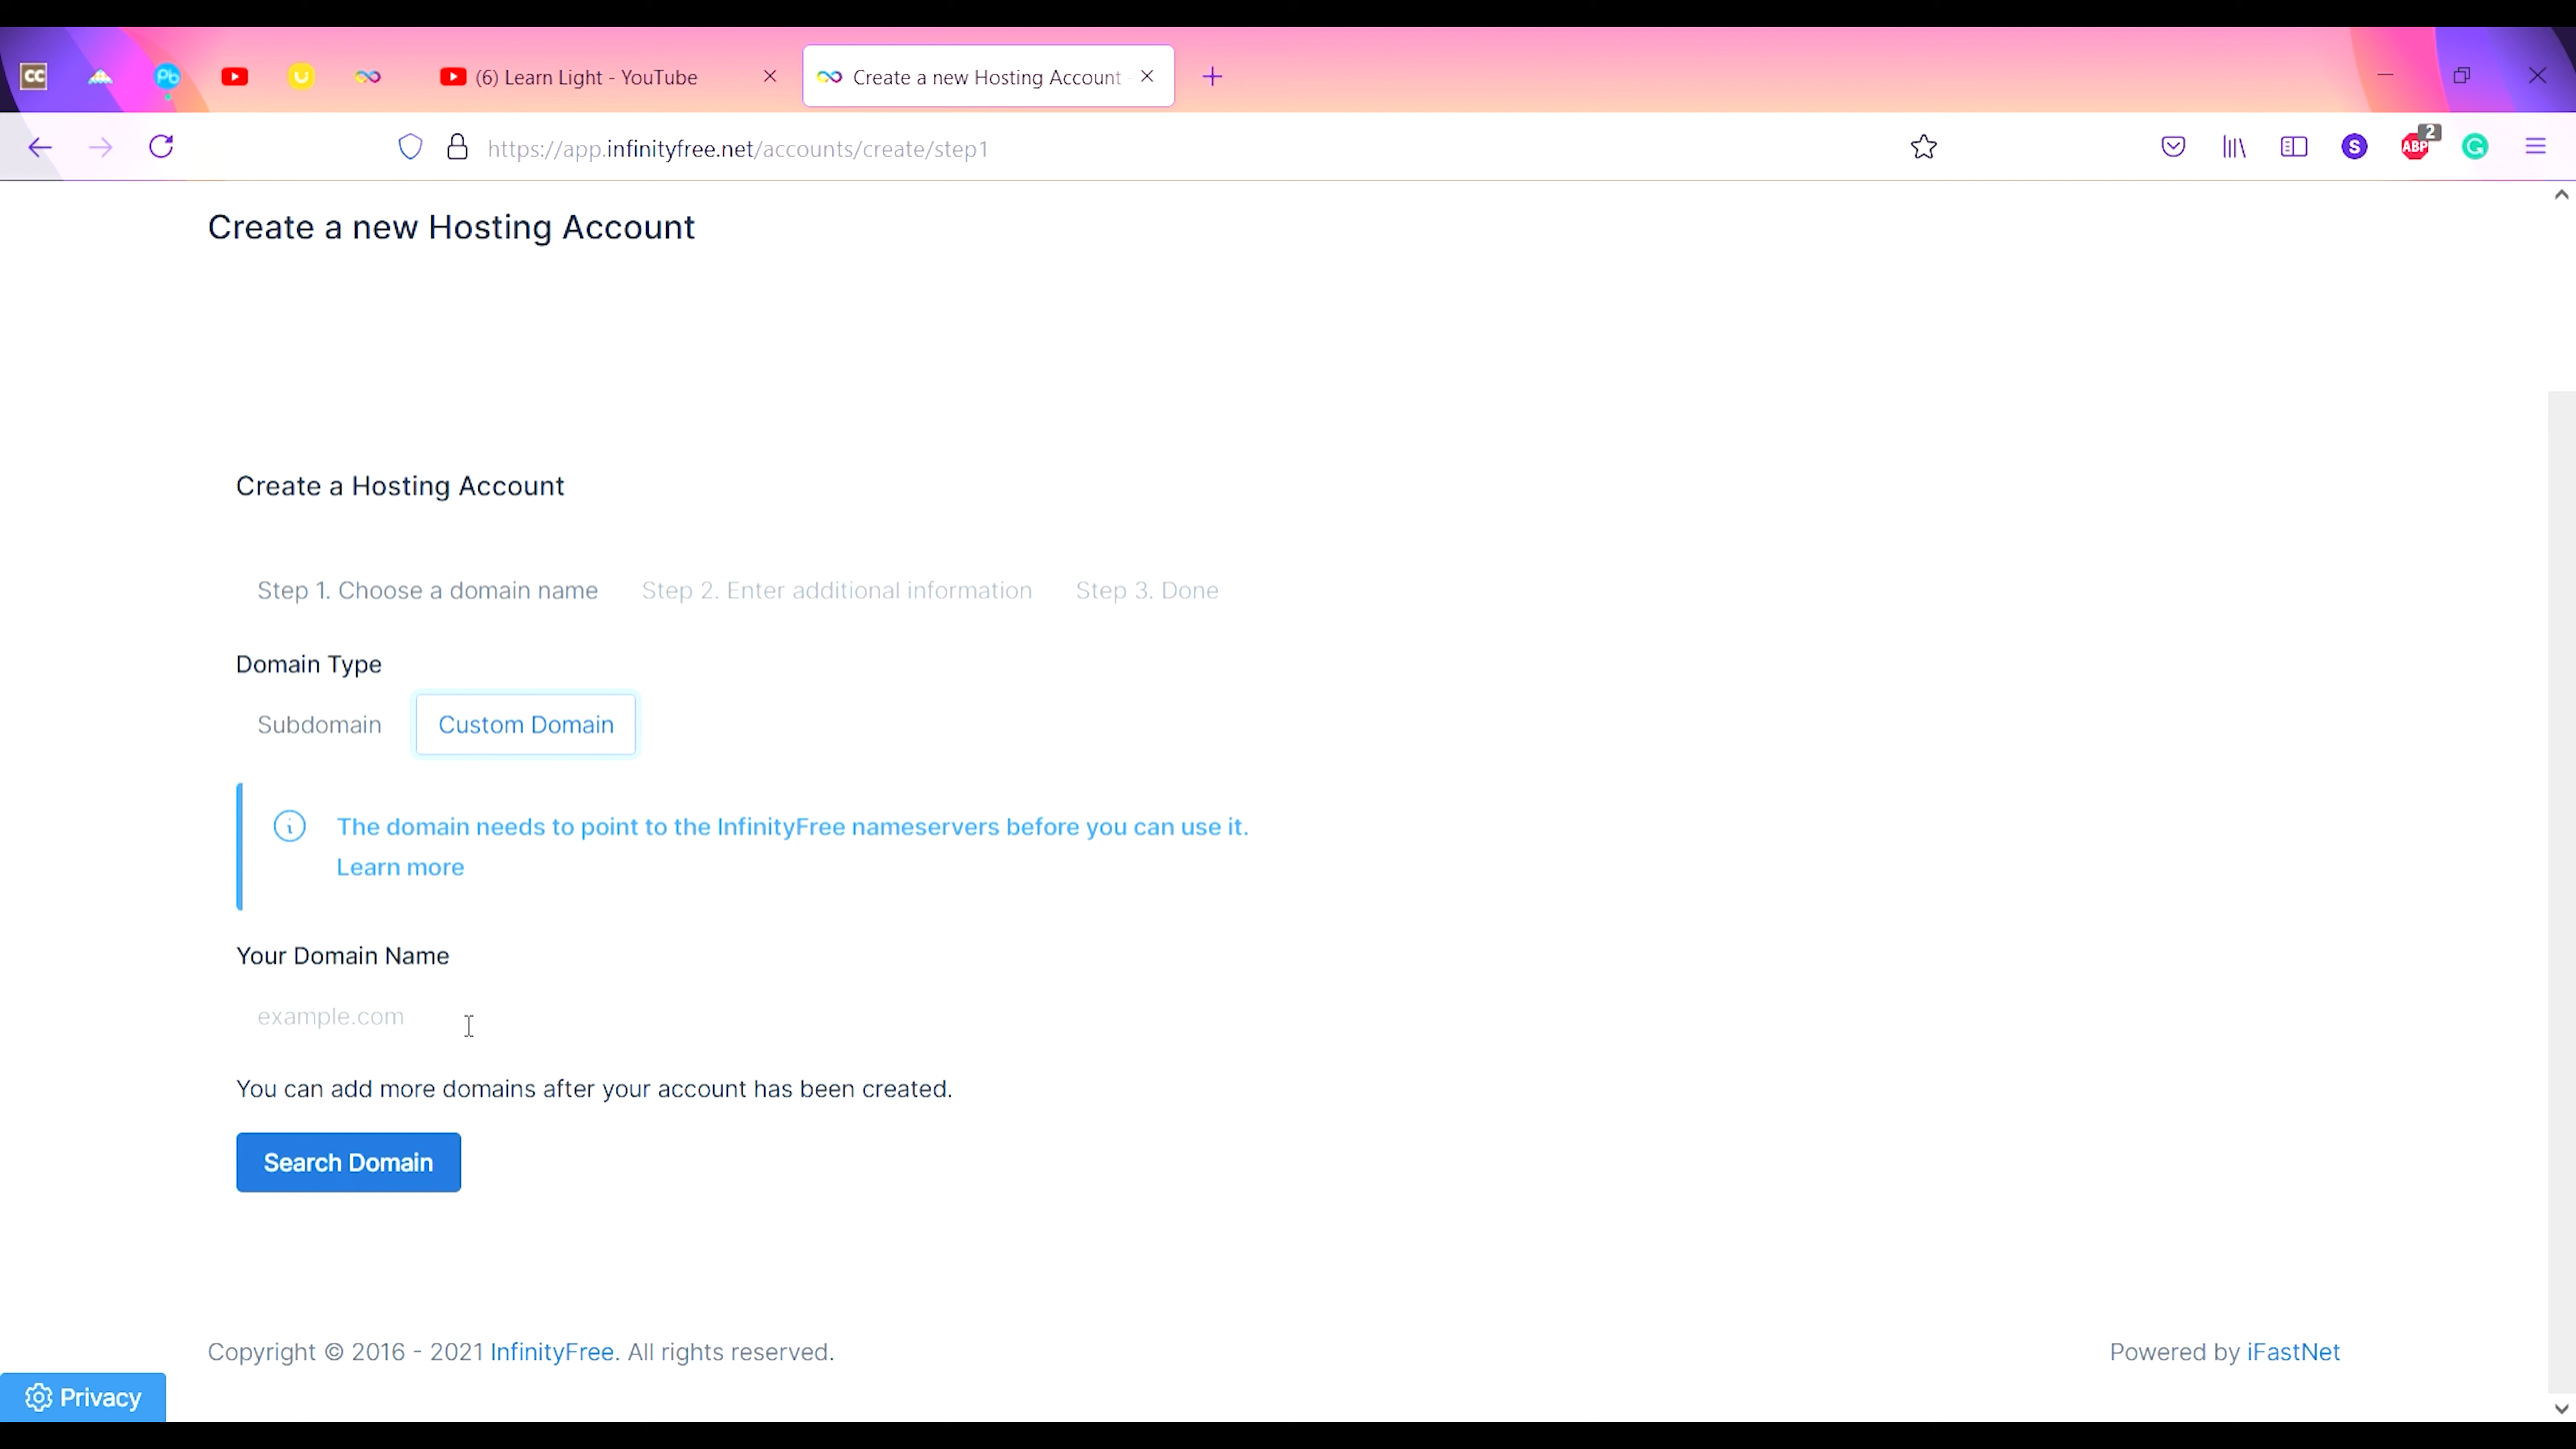 CC
Pb
(6) Learn Light - YouTube
Create a new Hosting Account -
https://app.infinityfree.net/accounts/create/step1
S
ABP
2
G
Create a new Hosting Account
Create a Hosting Account
Step 1. Choose a domain name Step 2. Enter additional information Step 3. Done
Domain Type
Subdomain Custom Domain
The domain needs to point to the InfinityFree nameservers before you can use it.
Learn more
Your Domain Name
example.com
You can add more domains after your account has been created.
Search Domain
Copyright © 2016 - 2021 InfinityFree. All rights reserved.
Powered by iFastNet
Privacy